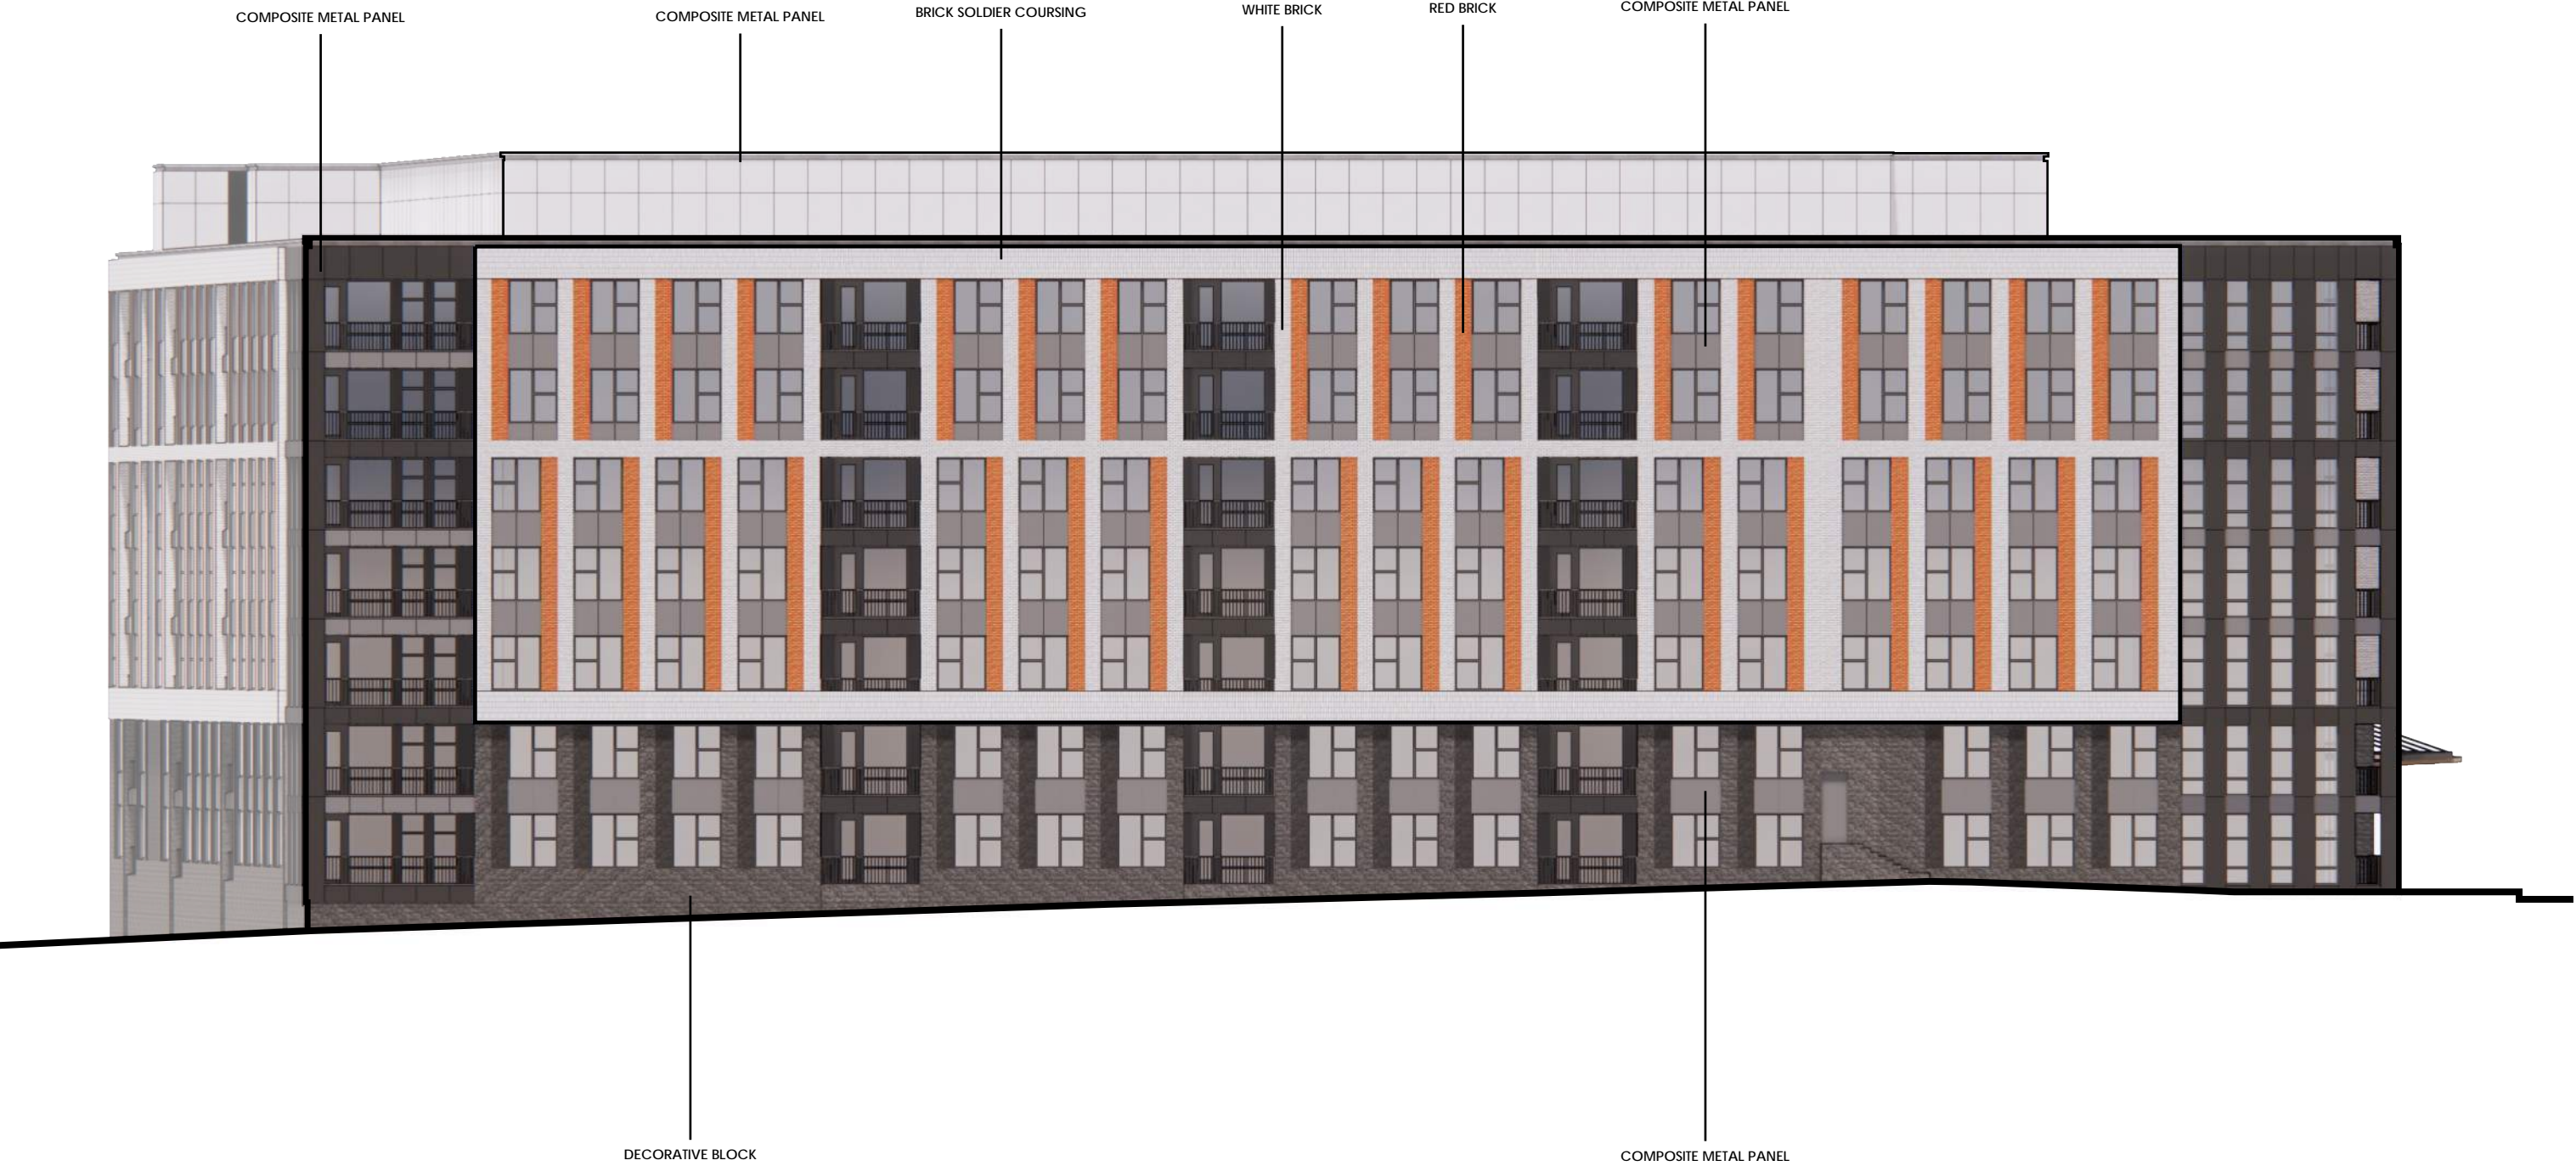 COMPOSITE METAL PANEL
COMPOSITE METAL PANEL
BRICK SOLDIER COURSING
WHITE BRICK
RED BRICK
COMPOSITE METAL PANEL
DECORATIVE BLOCK
COMPOSITE METAL PANEL